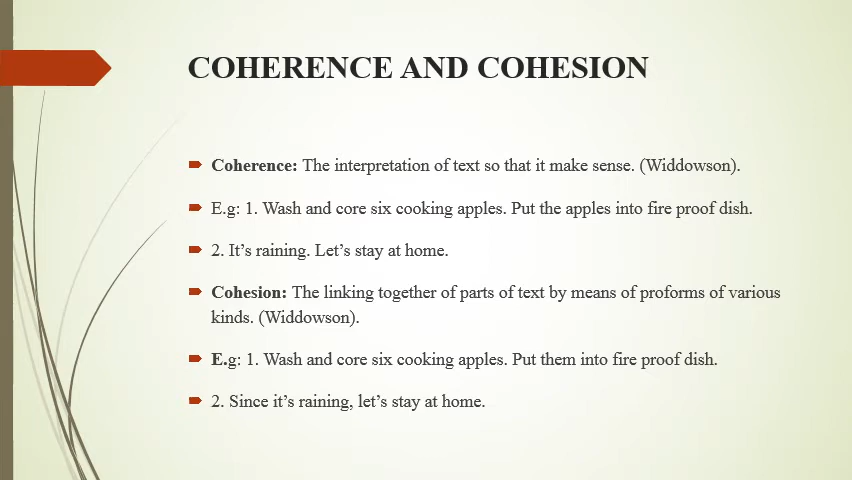 COHERENCE AND COHESION
Coherence: The interpretation of text so that it make sense. (Widdowson).
E.g: 1. Wash and core six cooking apples. Put the apples into fire proof dish.
2. It’s raining. Let’s stay at home.
Cohesion: The linking together of parts of text by means of proforms of various
kinds. (Widdowson).
E.g: 1. Wash and core six cooking apples. Put them into fire proof dish.
2. Since it’s raining, let’s stay at home.